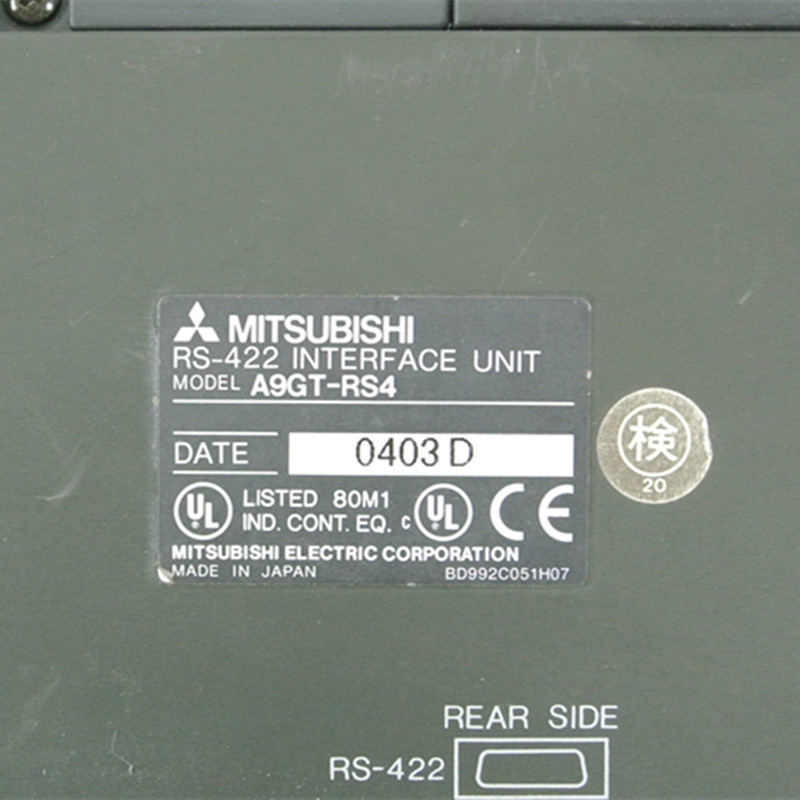 MITSUBISHI
RS-422 INTERFACE UNIT
MODEL A9GT-RS4
DATE 0403 D
UL LISTED 80M1
IND. CONT. EQ. c UL CE
MITSUBISHI ELECTRIC CORPORATION
MADE IN JAPAN BD992C051H07
検
20
REAR SIDE
RS-422